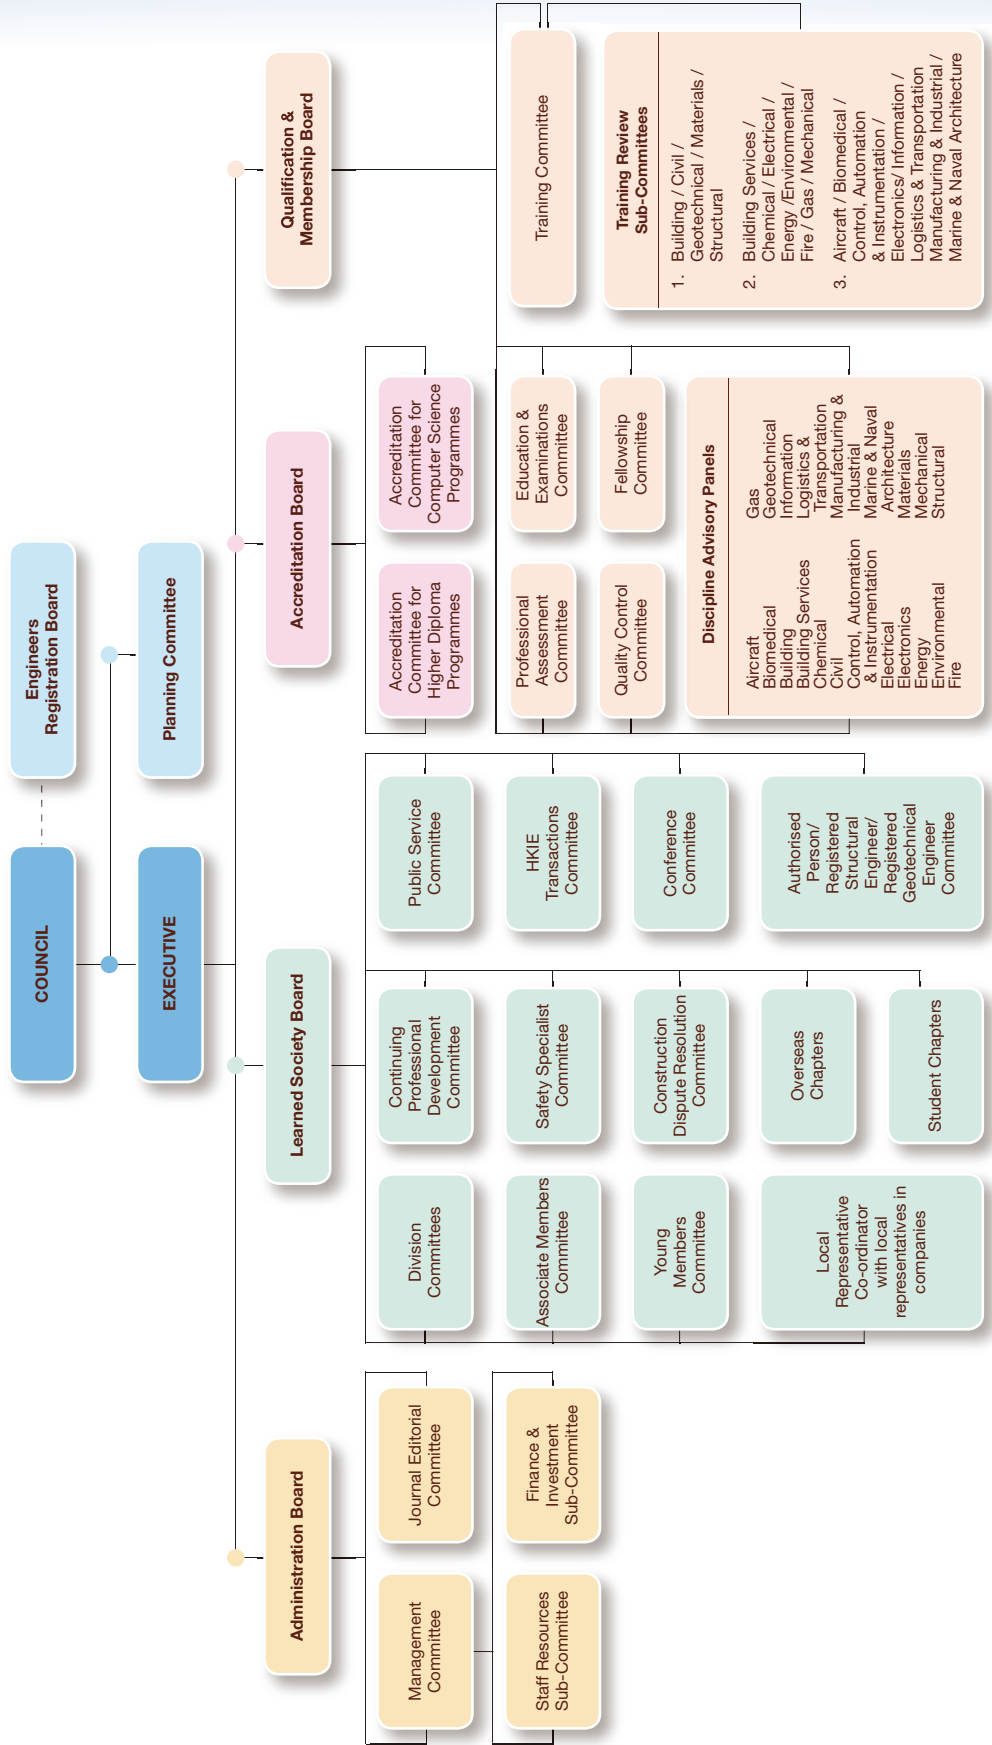 COUNCIL
Engineers
Registration Board
EXECUTIVE
Planning Committee
Administration Board
Learned Society Board
Accreditation Board
Qualification &
Membership Board
Management
Committee
Journal Editorial
Committee
Staff Resources
Sub-Committee
Finance &
Investment
Sub-Committee
Division
Committees
Continuing
Professional
Development
Committee
Public Service
Committee
Associate Members
Committee
Safety Specialist
Committee
HKIE
Transactions
Committee
Young
Members
Committee
Construction
Dispute Resolution
Committee
Conference
Committee
Local
Representative
Co-ordinator
with local
representatives in
companies
Overseas
Chapters
Student Chapters
Authorised
Person/
Registered
Structural
Engineer/
Registered
Geotechnical
Engineer
Committee
Accreditation
Committee for
Higher Diploma
Programmes
Accreditation
Committee for
Computer Science
Programmes
Professional
Assessment
Committee
Education &
Examinations
Committee
Quality Control
Committee
Fellowship
Committee
Discipline Advisory Panels
Aircraft
Biomedical
Building
Building Services
Chemical
Civil
Control, Automation
& Instrumentation
Electrical
Electronics
Energy
Environmental
Fire
Gas
Geotechnical
Information
Logistics &
Transportation
Manufacturing &
Industrial
Marine & Naval
Architecture
Materials
Mechanical
Structural
Training Committee
Training Review
Sub-Committees
1. Building / Civil /
Geotechnical / Materials /
Structural
2. Building Services /
Chemical / Electrical /
Energy /Environmental /
Fire / Gas / Mechanical
3. Aircraft / Biomedical /
Control, Automation
& Instrumentation /
Electronics/ Information /
Logistics & Transportation
Manufacturing & Industrial /
Marine & Naval Architecture